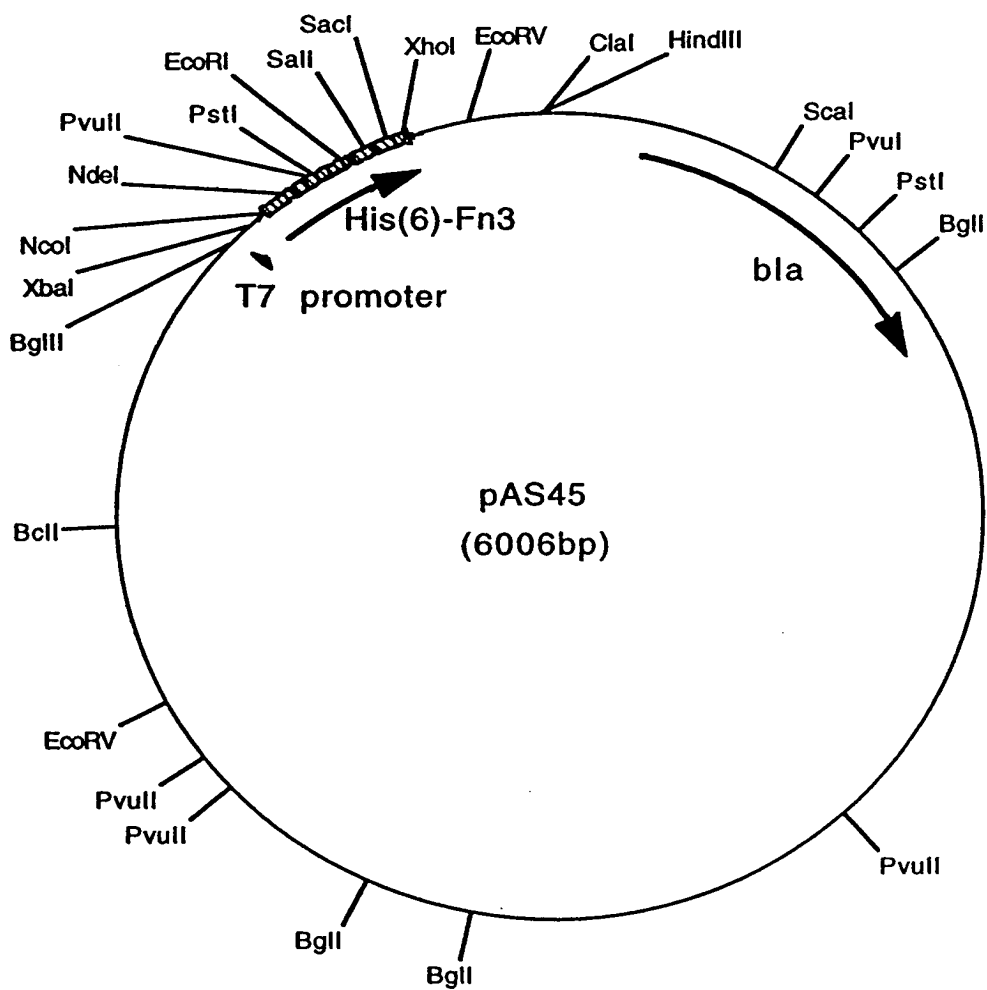 SacI
XhoI
EcoRV
ClaI
HindIII
EcoRI
SalI
PvuII
PstI
ScaI
PvuI
NdeI
PstI
NcoI
His(6)-Fn3
BglI
XbaI
T7 promoter
bla
BglII
pAS45
(6006bp)
BclI
EcoRV
PvuII
PvuII
PvuII
BglI
BglI